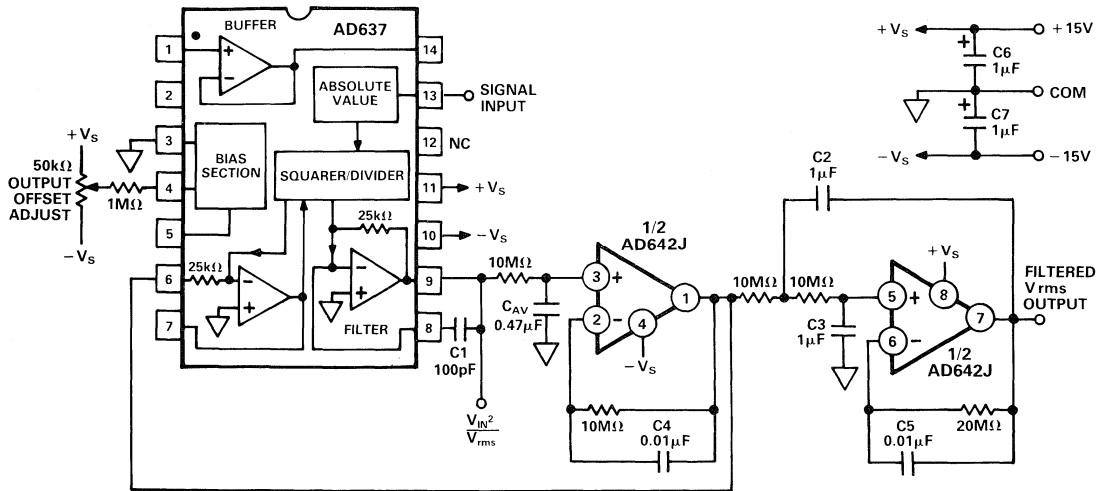 BUFFER
AD637
1
14
+
−
ABSOLUTE
VALUE
2
13
SIGNAL
INPUT
3
12
NC
BIAS
SECTION
SQUARER/DIVIDER
4
11
+VS
5
10
−VS
25kΩ
25kΩ
6
9
−
+
−
+
7
FILTER
8
+VS
50kΩ
OUTPUT
OFFSET
ADJUST
1MΩ
−VS
C1
100pF
VIN²
Vrms
10MΩ
CAV
0.47µF
1/2
AD642J
3
+
2
−
1
4
−VS
10MΩ
C4
0.01µF
10MΩ
10MΩ
C2
1µF
C3
1µF
+VS
5
+
8
7
6
−
1/2
AD642J
20MΩ
C5
0.01µF
FILTERED
V rms
OUTPUT
+VS
+15V
+
C6
1µF
COM
+
C7
1µF
−VS
−15V